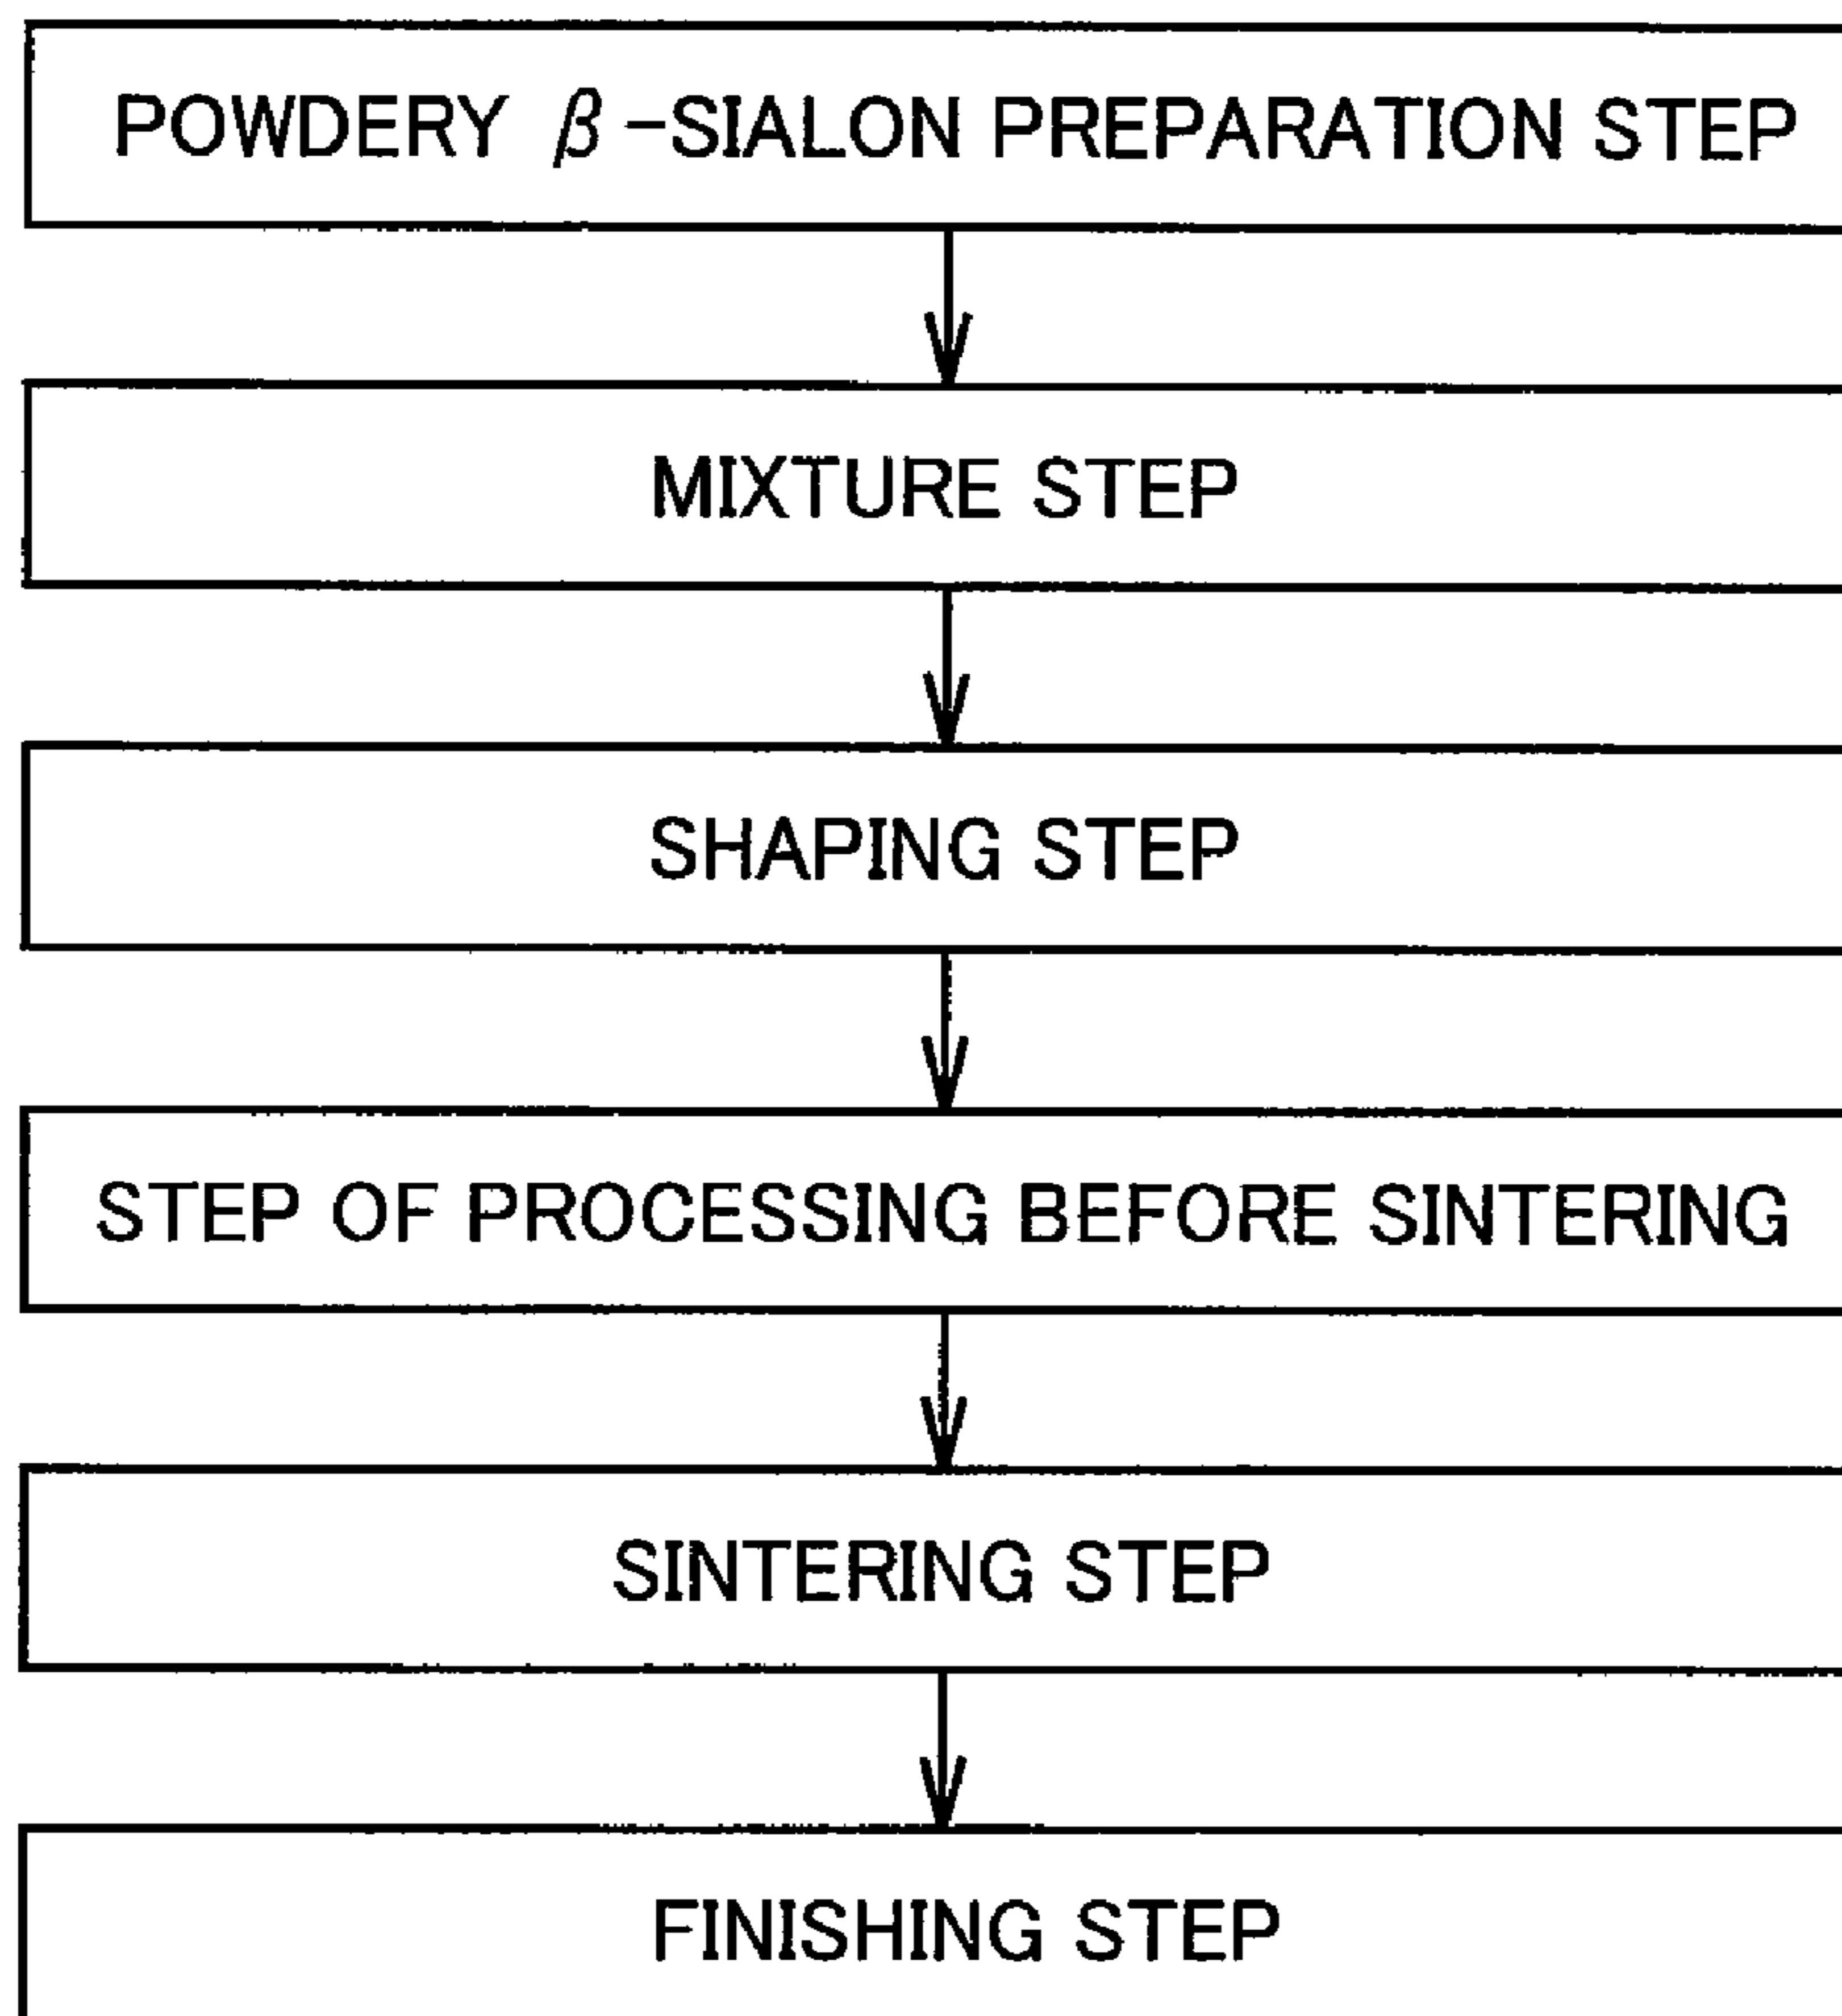 POWDERY β-SIALON PREPARATION STEP
MIXTURE STEP
SHAPING STEP
STEP OF PROCESSING BEFORE SINTERING
SINTERING STEP
FINISHING STEP